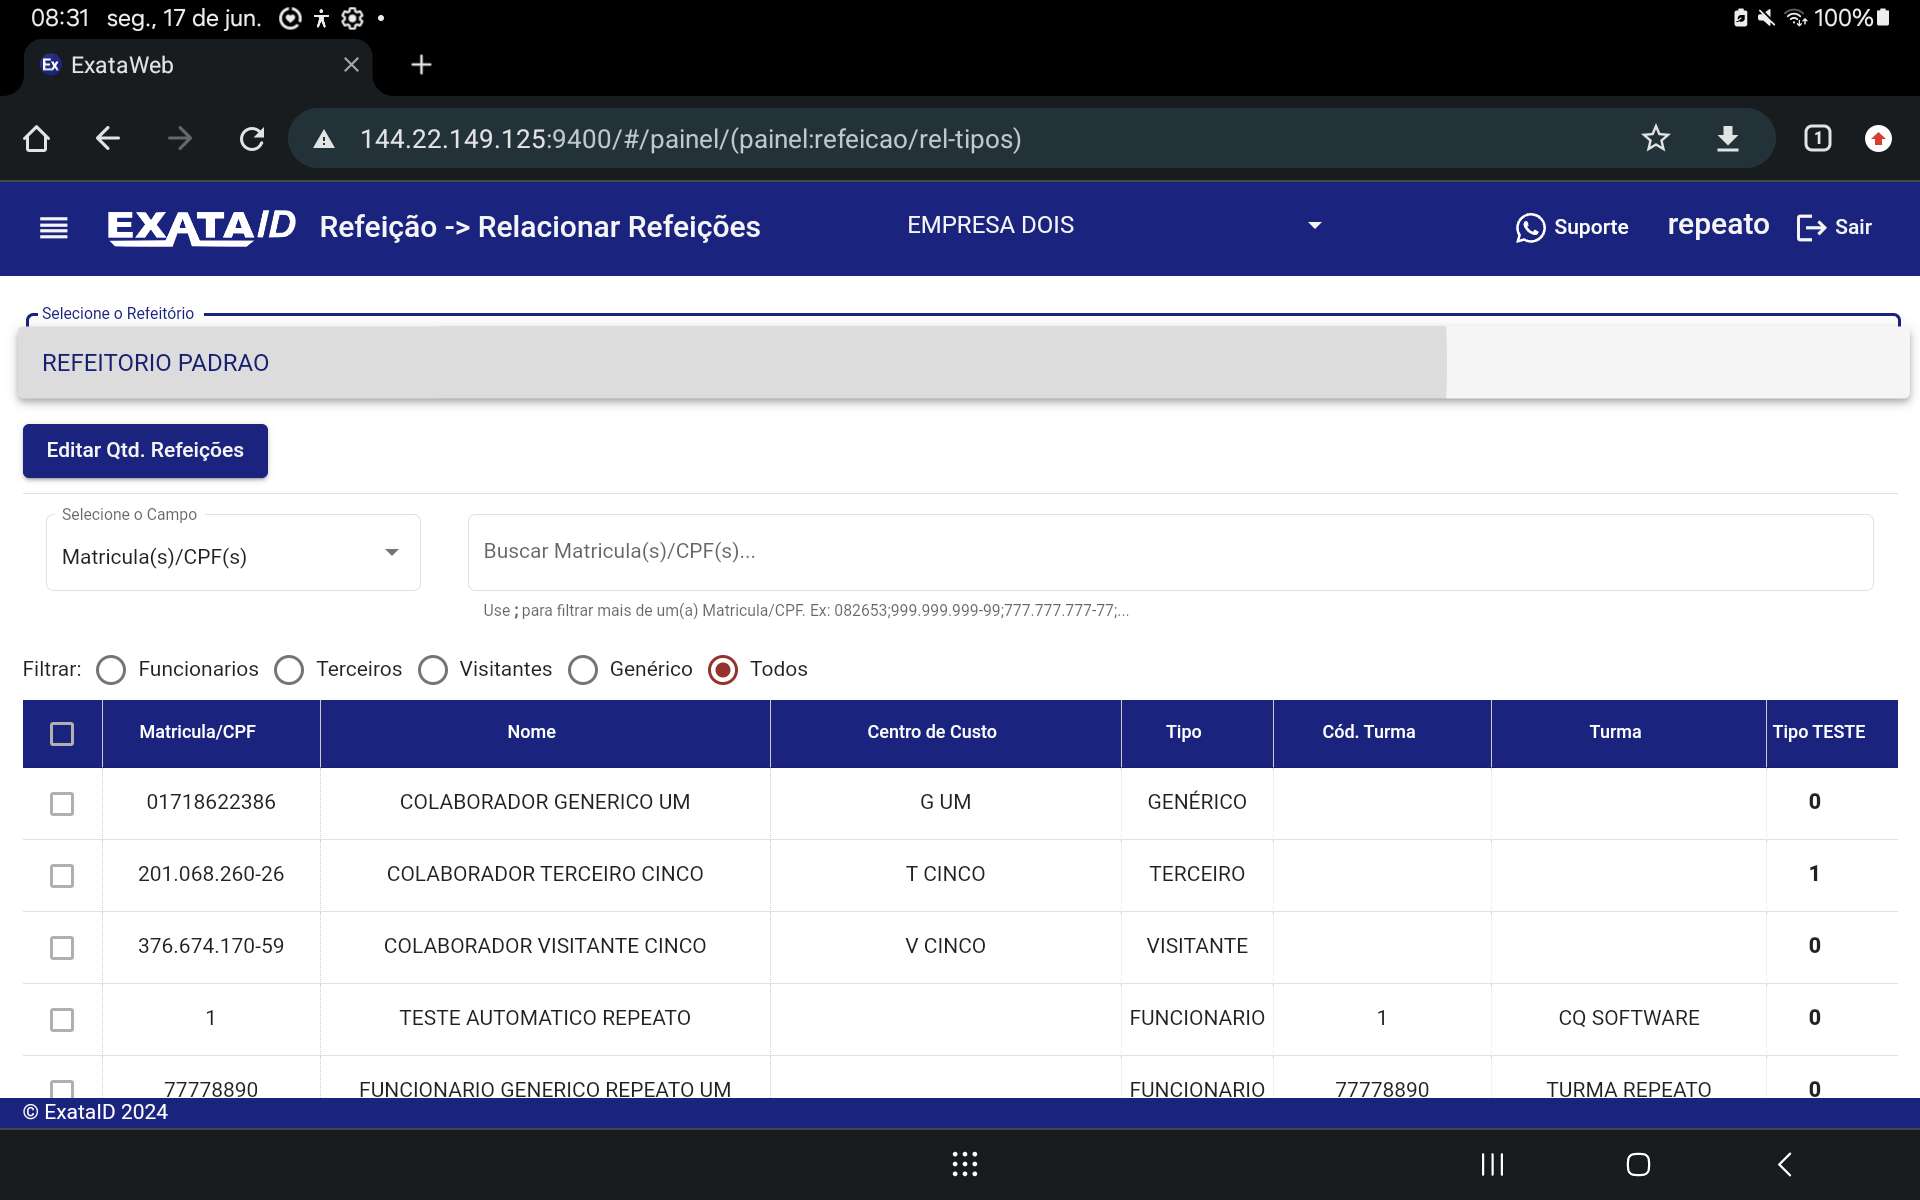 08:31 seg., 17 de jun. 100%
Ex ExataWeb
144.22.149.125:9400/#/painel/(painel:refeicao/rel-tipos) 1
EXATAID Refeição -> Relacionar Refeições EMPRESA DOIS Suporte repeato Sair
Selecione o Refeitório
REFEITORIO PADRAO
Editar Qtd. Refeições
Selecione o Campo
Matricula(s)/CPF(s) Buscar Matricula(s)/CPF(s)...
Use ; para filtrar mais de um(a) Matricula/CPF. Ex: 082653;999.999.999-99;777.777.777-77;...
Filtrar: Funcionarios Terceiros Visitantes Genérico Todos
Matricula/CPF Nome Centro de Custo Tipo Cód. Turma Turma Tipo TESTE
01718622386 COLABORADOR GENERICO UM G UM GENÉRICO 0
201.068.260-26 COLABORADOR TERCEIRO CINCO T CINCO TERCEIRO 1
376.674.170-59 COLABORADOR VISITANTE CINCO V CINCO VISITANTE 0
1 TESTE AUTOMATICO REPEATO FUNCIONARIO 1 CQ SOFTWARE 0
77778890 FUNCIONARIO GENERICO REPEATO UM FUNCIONARIO 77778890 TURMA REPEATO 0
© ExataID 2024